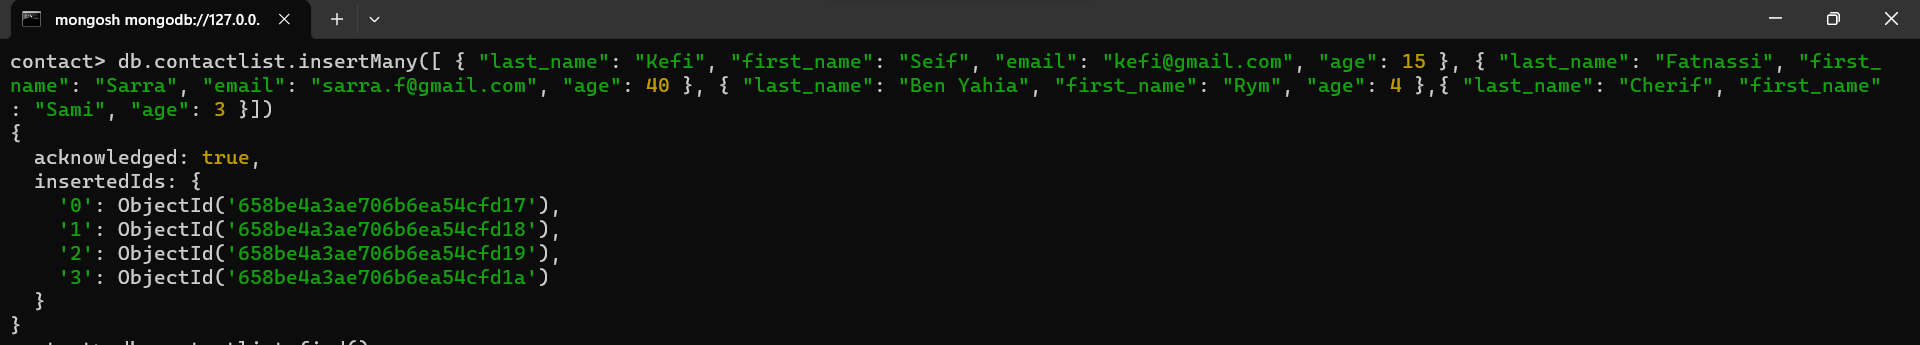 mongosh mongodb://127.0.0.
contact> db.contactlist.insertMany([ { "last_name": "Kefi", "first_name": "Seif", "email": "kefi@gmail.com", "age": 15 }, { "last_name": "Fatnassi", "first_
name": "Sarra", "email": "sarra.f@gmail.com", "age": 40 }, { "last_name": "Ben Yahia", "first_name": "Rym", "age": 4 },{ "last_name": "Cherif", "first_name"
: "Sami", "age": 3 }])
{
  acknowledged: true,
  insertedIds: {
    '0': ObjectId('658be4a3ae706b6ea54cfd17'),
    '1': ObjectId('658be4a3ae706b6ea54cfd18'),
    '2': ObjectId('658be4a3ae706b6ea54cfd19'),
    '3': ObjectId('658be4a3ae706b6ea54cfd1a')
  }
}